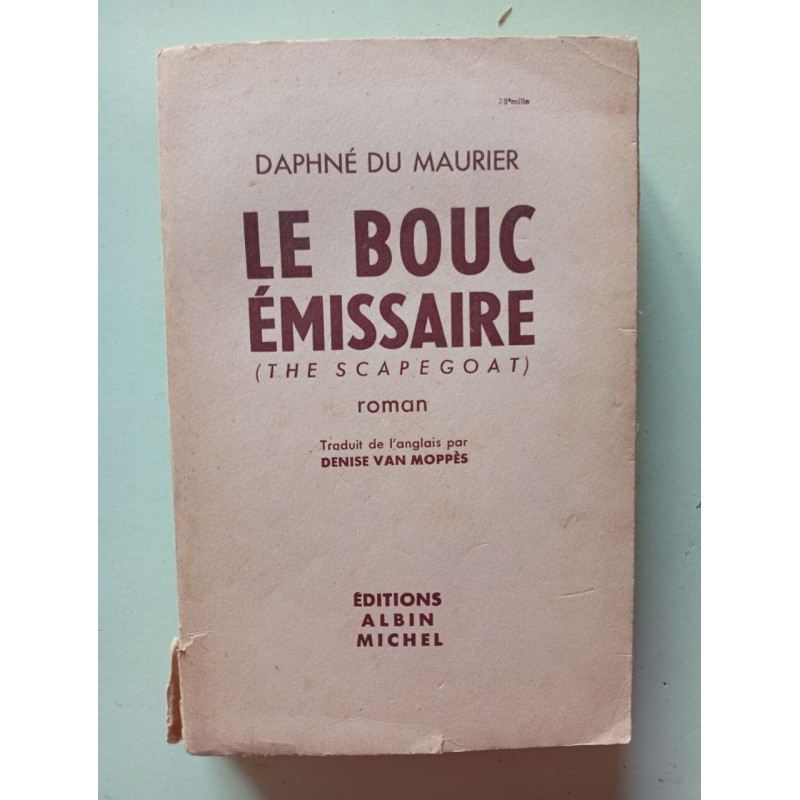 28e mille
DAPHNÉ DU MAURIER
LE BOUC
ÉMISSAIRE
(THE SCAPEGOAT)
roman
Traduit de l'anglais par
DENISE VAN MOPPÈS
ÉDITIONS
ALBIN
MICHEL